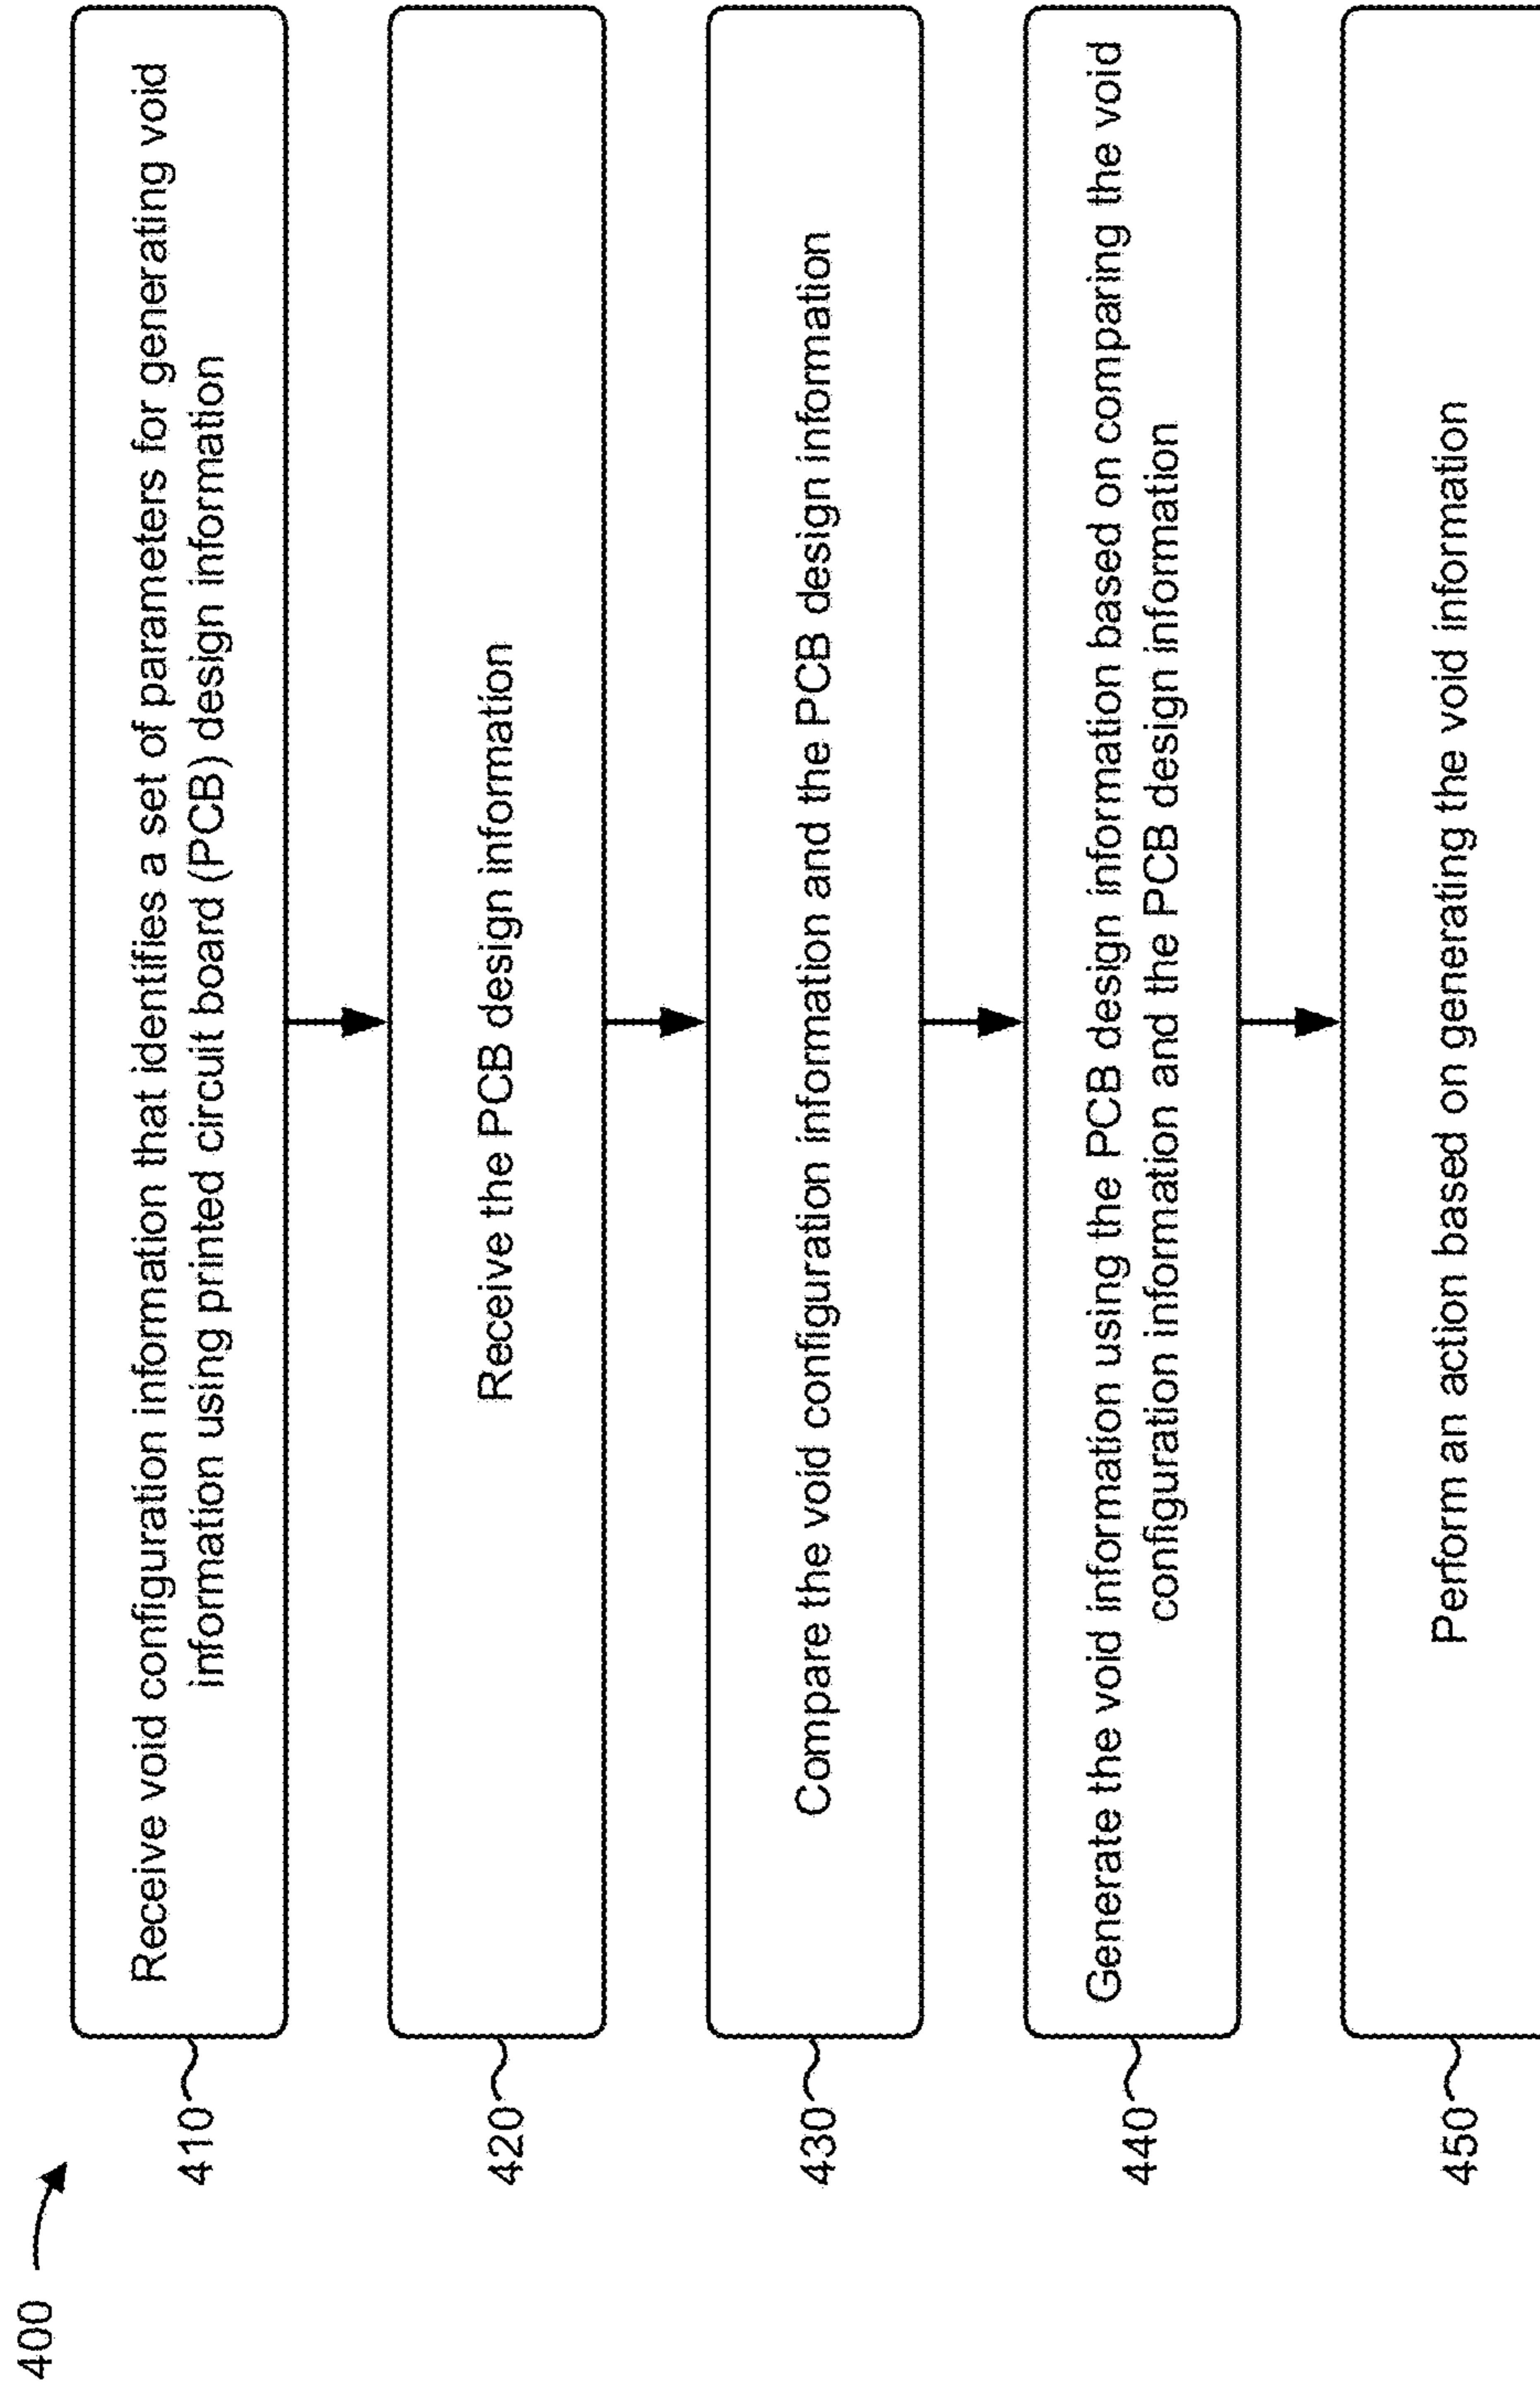 400
410
Receive void configuration information that identifies a set of parameters for generating void
information using printed circuit board (PCB) design information
420
Receive the PCB design information
430
Compare the void configuration information and the PCB design information
440
Generate the void information using the PCB design information based on comparing the void
configuration information and the PCB design information
450
Perform an action based on generating the void information